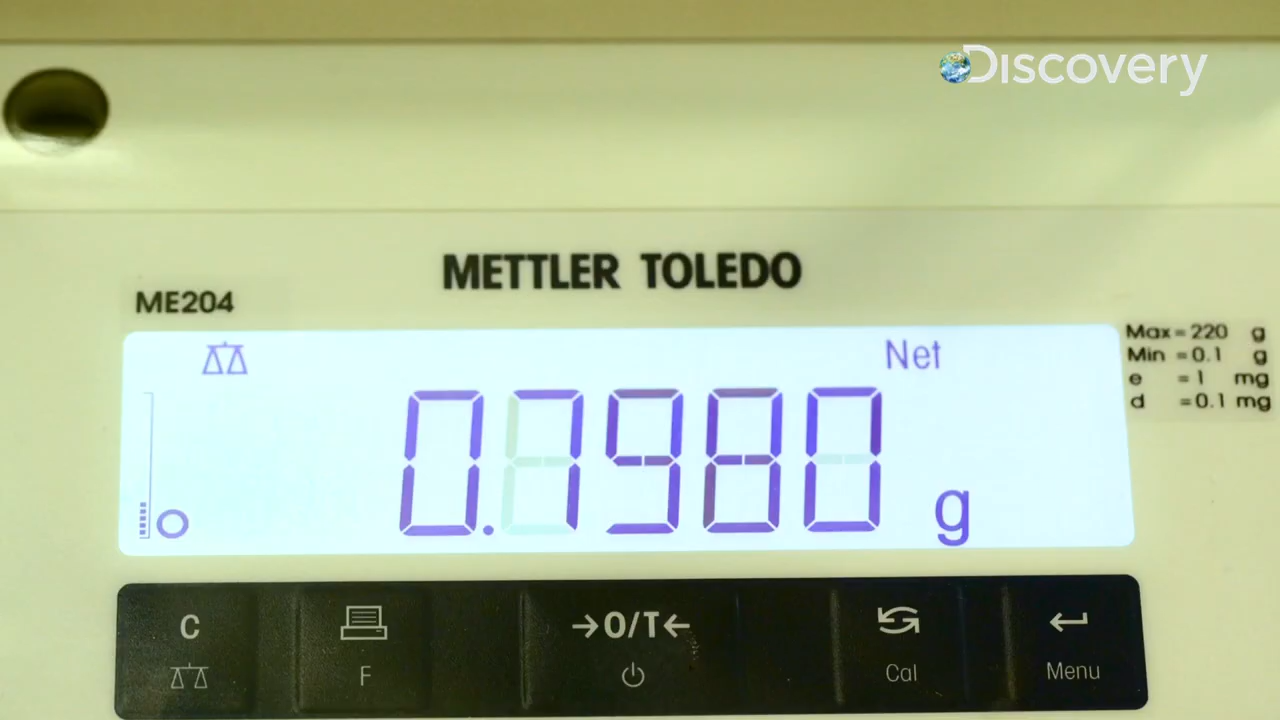 Discovery
METTLER TOLEDO
ME204
Max=220 g
Min =0.1 g
e =1 mg
d =0.1 mg
Net
0.7980 g
C
→0/T←
F
Cal
Menu